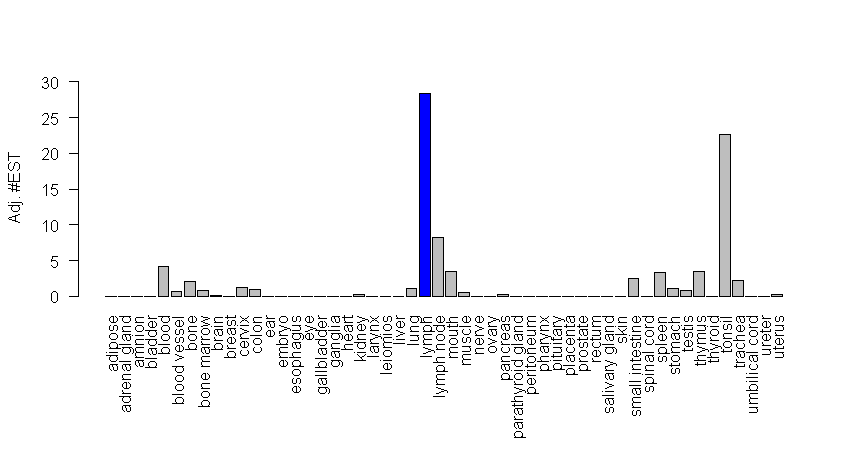 Adj. #EST
30
25
20
15
10
5
0
adipose
adrenal gland
amnion
bladder
blood
blood vessel
bone
bone marrow
brain
breast
cervix
colon
ear
embryo
esophagus
eye
gallbladder
ganglia
heart
kidney
larynx
leiomios
liver
lung
lymph
lymph node
mouth
muscle
nerve
ovary
pancreas
parathyroid gland
peritoneum
pharynx
pituitary
placenta
prostate
rectum
salivary gland
skin
small intestine
spinal cord
spleen
stomach
testis
thymus
thyroid
tonsil
trachea
umbilical cord
ureter
uterus